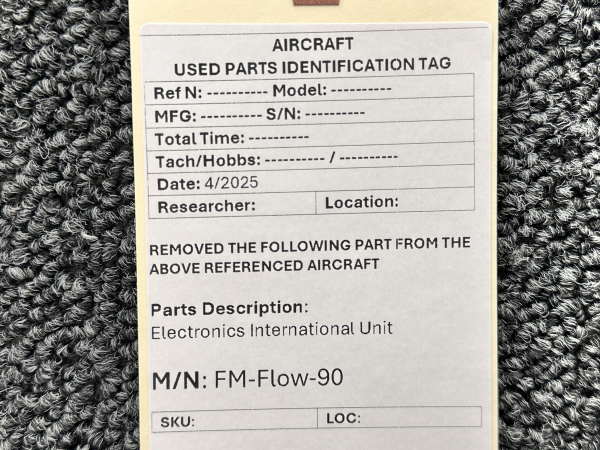 AIRCRAFT
USED PARTS IDENTIFICATION TAG
Ref N: ---------- Model: ----------
MFG: ---------- S/N: ----------
Total Time: ----------
Tach/Hobbs: ---------- / ----------
Date: 4/2025
Researcher: Location:
REMOVED THE FOLLOWING PART FROM THE
ABOVE REFERENCED AIRCRAFT
Parts Description:
Electronics International Unit
M/N: FM-Flow-90
SKU: LOC: